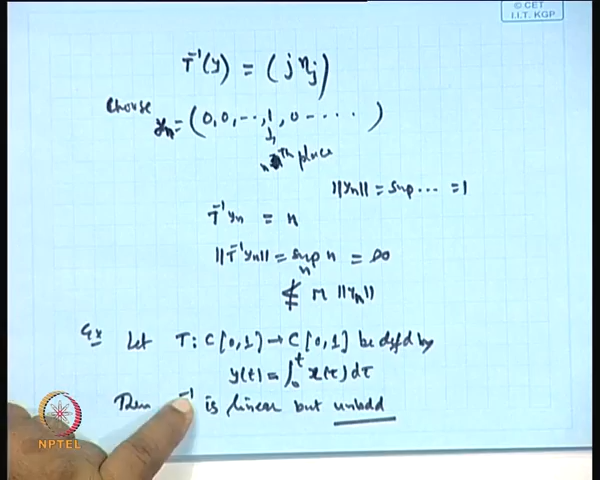 © CET
I.I.T. KGP
T⁻¹(y) = (j ηj)
Choose yn = (0, 0, ..., 1, 0 - - - - )
nth place
||yn|| = sup ... = 1
T⁻¹yn = n
||T⁻¹yn|| = sup n = ∞
n
≰ M ||yn||
Ex Let T: C[0,1] → C[0,1] be defd by
y(t) = ∫₀ᵗ x(τ) dτ
Then ⁻¹ is linear but unbdd
NPTEL